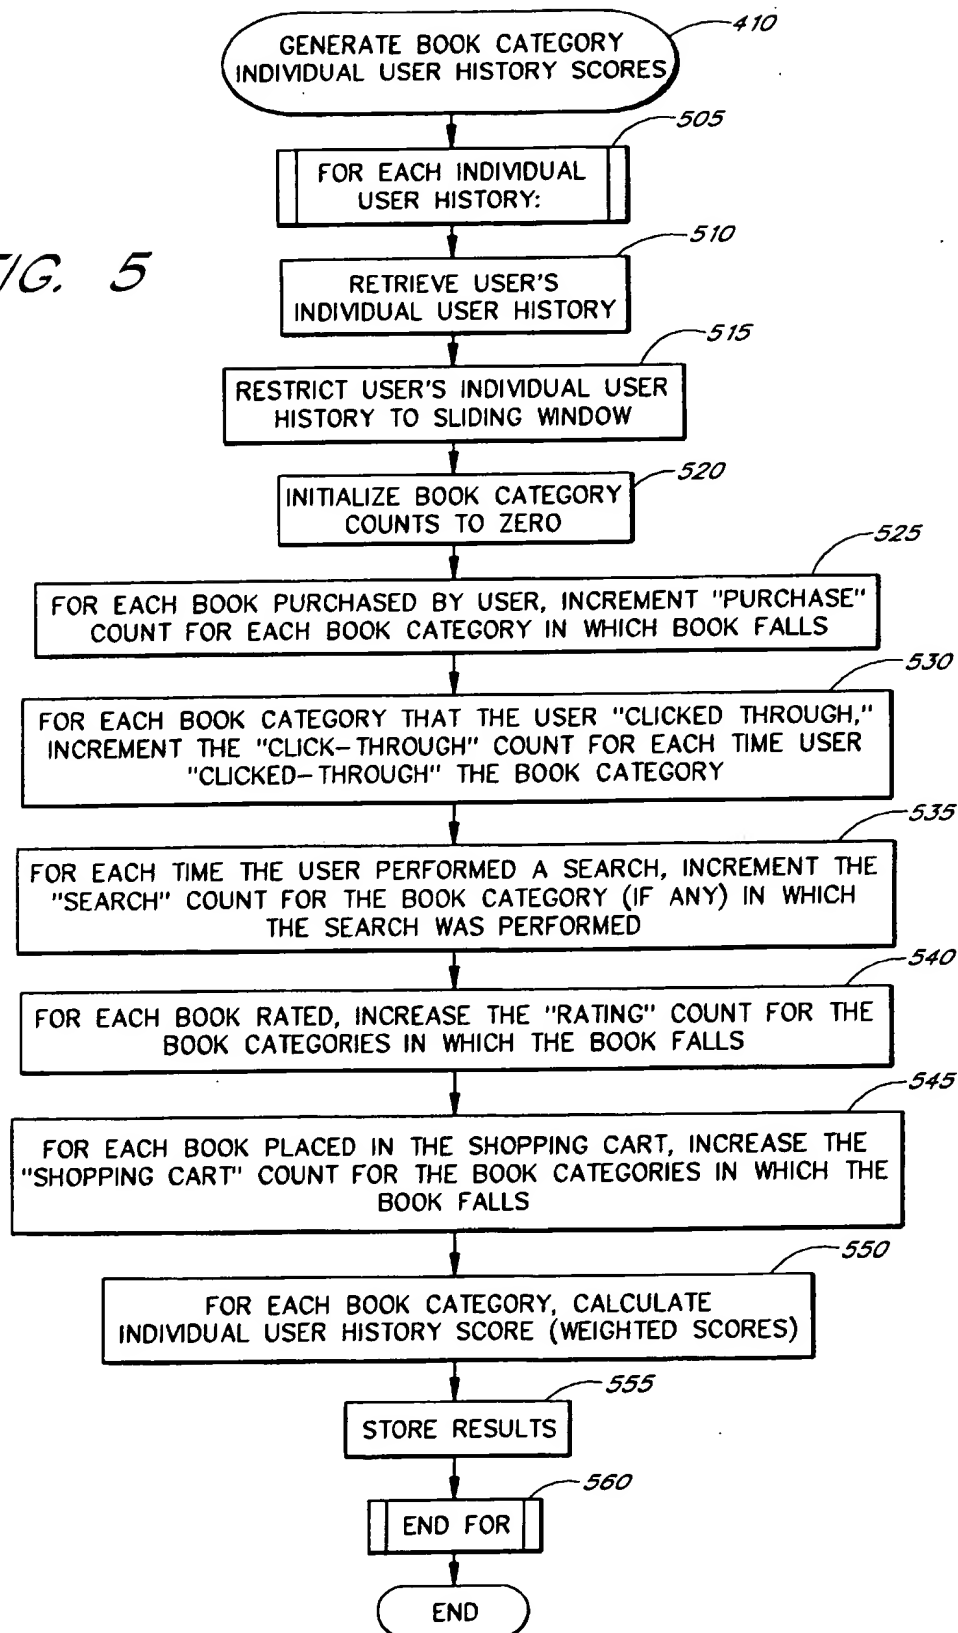 410
GENERATE BOOK CATEGORY
INDIVIDUAL USER HISTORY SCORES
505
FOR EACH INDIVIDUAL
USER HISTORY:
FIG. 5
510
RETRIEVE USER'S
INDIVIDUAL USER HISTORY
515
RESTRICT USER'S INDIVIDUAL USER
HISTORY TO SLIDING WINDOW
520
INITIALIZE BOOK CATEGORY
COUNTS TO ZERO
525
FOR EACH BOOK PURCHASED BY USER, INCREMENT "PURCHASE"
COUNT FOR EACH BOOK CATEGORY IN WHICH BOOK FALLS
530
FOR EACH BOOK CATEGORY THAT THE USER "CLICKED THROUGH,"
INCREMENT THE "CLICK-THROUGH" COUNT FOR EACH TIME USER
"CLICKED-THROUGH" THE BOOK CATEGORY
535
FOR EACH TIME THE USER PERFORMED A SEARCH, INCREMENT THE
"SEARCH" COUNT FOR THE BOOK CATEGORY (IF ANY) IN WHICH
THE SEARCH WAS PERFORMED
540
FOR EACH BOOK RATED, INCREASE THE "RATING" COUNT FOR THE
BOOK CATEGORIES IN WHICH THE BOOK FALLS
545
FOR EACH BOOK PLACED IN THE SHOPPING CART, INCREASE THE
"SHOPPING CART" COUNT FOR THE BOOK CATEGORIES IN WHICH THE
BOOK FALLS
550
FOR EACH BOOK CATEGORY, CALCULATE
INDIVIDUAL USER HISTORY SCORE (WEIGHTED SCORES)
555
STORE RESULTS
560
END FOR
END